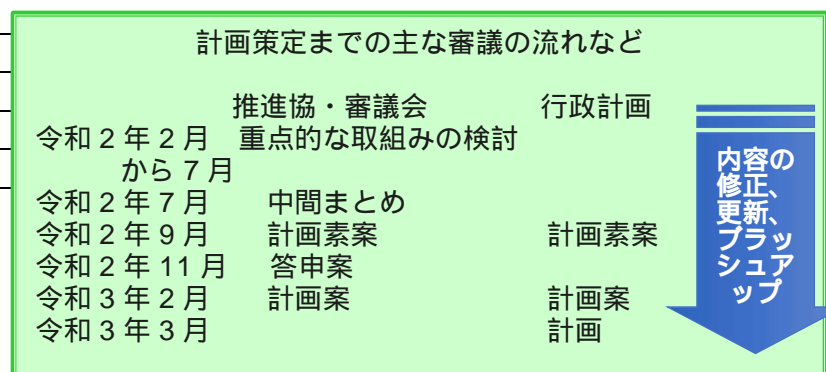 計画策定までの主な審議の流れなど
推進協・審議会 行政計画
令和２年２月 重点的な取組みの検討
から７月
令和２年７月 中間まとめ
令和２年９月 計画素案 計画素案
令和２年 11 月 答申案
令和３年２月 計画案 計画案
令和３年３月 計画
内容の
修正、
更新、
ブラッ
シュア
ップ